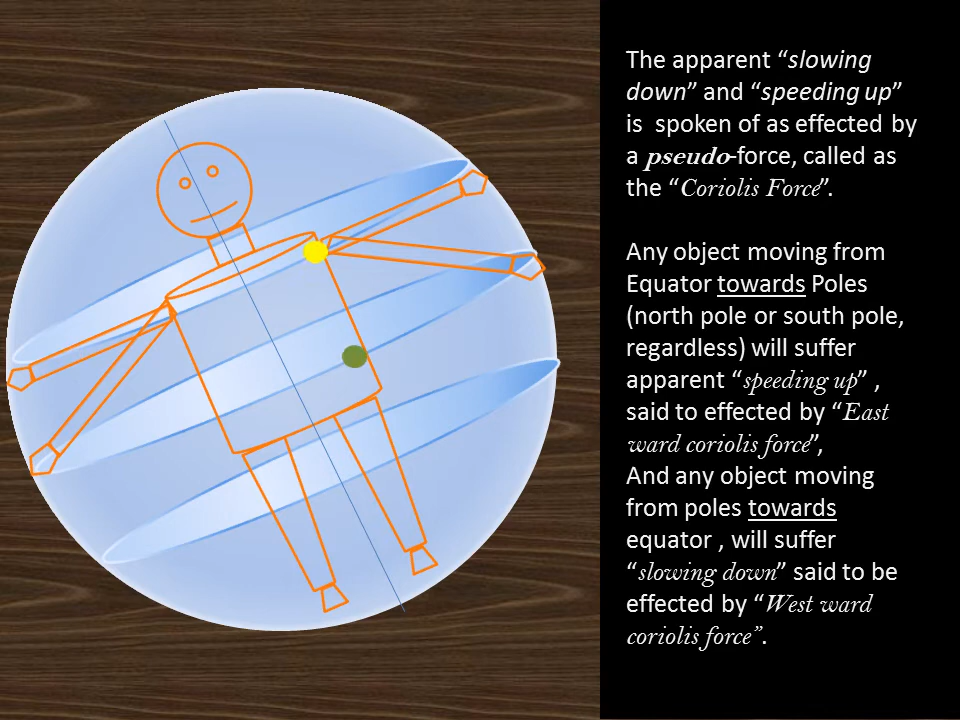 The apparent “slowing
down” and “speeding up”
is  spoken of as effected by
a pseudo-force, called as
the “Coriolis Force”.
Any object moving from
Equator towards Poles
(north pole or south pole,
regardless) will suffer
apparent “speeding up” ,
said to effected by “East
ward coriolis force”,
And any object moving
from poles towards
equator , will suffer
“slowing down” said to be
effected by “West ward
coriolis force”.